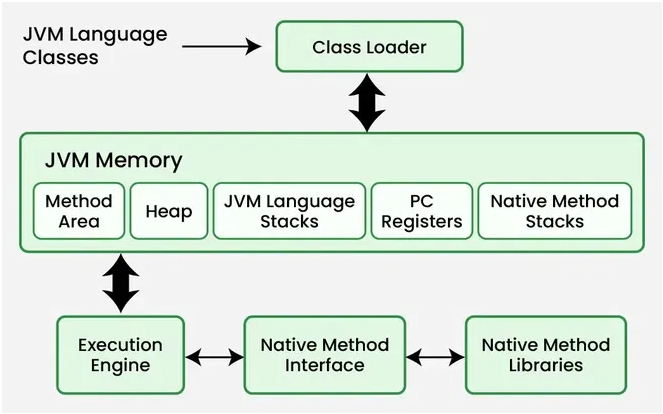 JVM Language
Classes
Class Loader
JVM Memory
Method
Area
Heap
JVM Language
Stacks
PC
Registers
Native Method
Stacks
Execution
Engine
Native Method
Interface
Native Method
Libraries